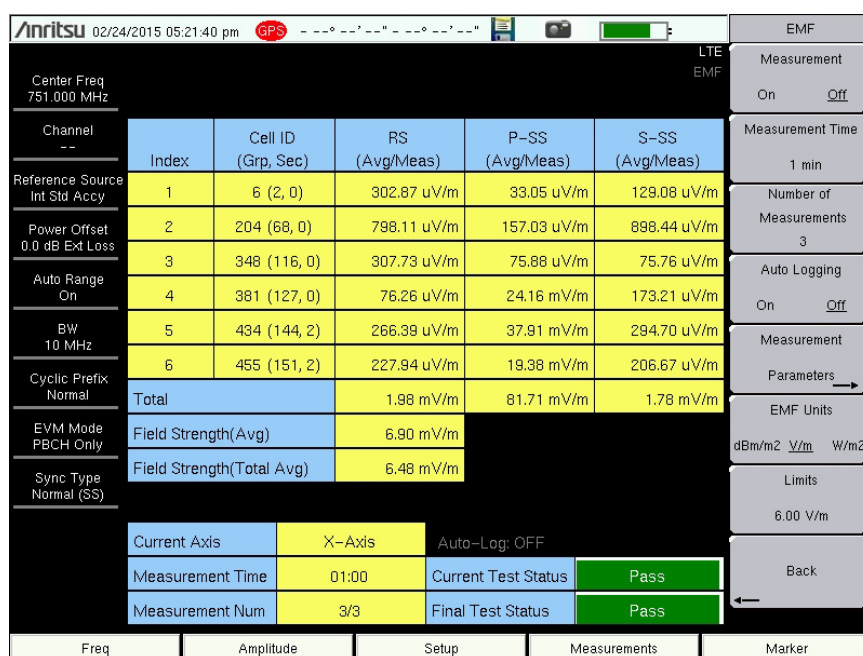 Anritsu 02/24/2015 05:21:40 pm GPS - --° --'--" - --° --'--"
EMF
LTE
EMF
Center Freq
751.000 MHz
Channel
--
Reference Source
Int Std Accy
Power Offset
0.0 dB Ext Loss
Auto Range
On
BW
10 MHz
Cyclic Prefix
Normal
EVM Mode
PBCH Only
Sync Type
Normal (SS)
Index Cell ID (Grp, Sec) RS (Avg/Meas) P-SS (Avg/Meas) S-SS (Avg/Meas)
1 6 (2, 0) 302.87 uV/m 33.05 uV/m 129.08 uV/m
2 204 (68, 0) 798.11 uV/m 157.03 uV/m 898.44 uV/m
3 348 (116, 0) 307.73 uV/m 75.88 uV/m 75.76 uV/m
4 381 (127, 0) 76.26 uV/m 24.16 mV/m 173.21 uV/m
5 434 (144, 2) 266.39 uV/m 37.91 mV/m 294.70 uV/m
6 455 (151, 2) 227.94 uV/m 19.38 mV/m 206.67 uV/m
Total 1.98 mV/m 81.71 mV/m 1.78 mV/m
Field Strength(Avg) 6.90 mV/m
Field Strength(Total Avg) 6.48 mV/m
Current Axis X-Axis Auto-Log: OFF
Measurement Time 01:00 Current Test Status Pass
Measurement Num 3/3 Final Test Status Pass
Measurement
On Off
Measurement Time
1 min
Number of
Measurements
3
Auto Logging
On Off
Measurement
Parameters
EMF Units
dBm/m2 V/m W/m2
Limits
6.00 V/m
Back
Freq Amplitude Setup Measurements Marker